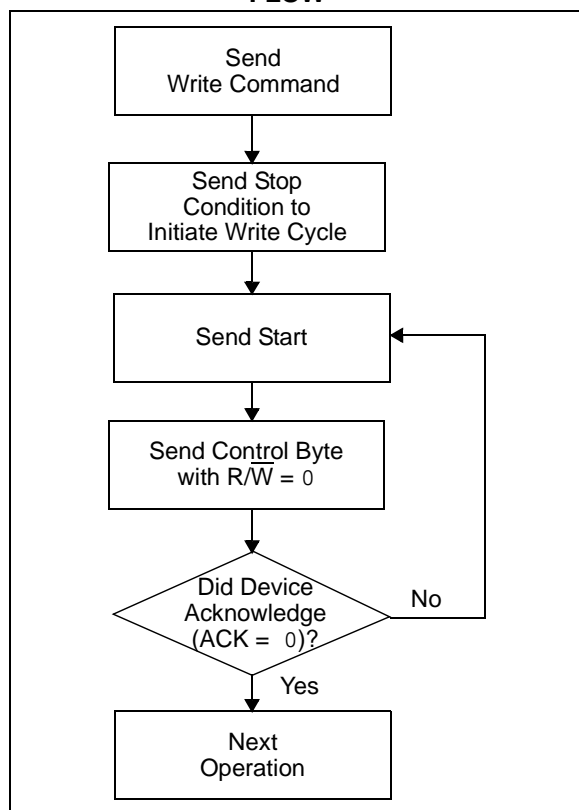 FLOW
Send
Write Command
Send Stop
Condition to
Initiate Write Cycle
Send Start
Send Control Byte
with R/W̅ = 0
Did Device
Acknowledge
(ACK = 0)?
No
Yes
Next
Operation